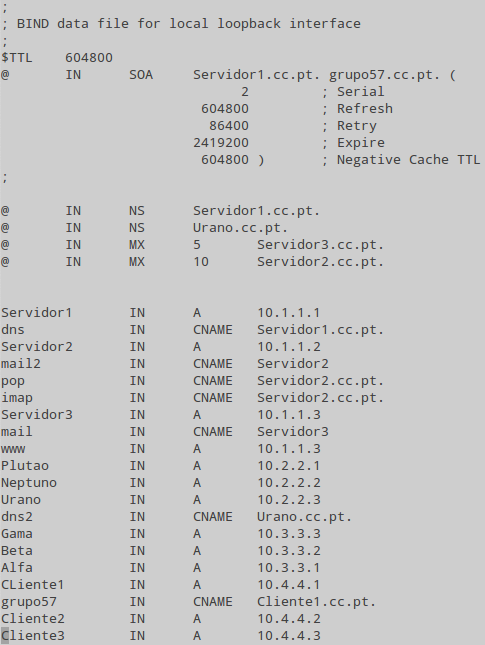 ;
; BIND data file for local loopback interface
;
$TTL    604800
@       IN      SOA     Servidor1.cc.pt. grupo57.cc.pt. (
                              2         ; Serial
                         604800         ; Refresh
                          86400         ; Retry
                        2419200         ; Expire
                         604800 )       ; Negative Cache TTL
;
@       IN      NS      Servidor1.cc.pt.
@       IN      NS      Urano.cc.pt.
@       IN      MX      5       Servidor3.cc.pt.
@       IN      MX      10      Servidor2.cc.pt.
Servidor1       IN      A       10.1.1.1
dns             IN      CNAME   Servidor1.cc.pt.
Servidor2       IN      A       10.1.1.2
mail2           IN      CNAME   Servidor2
pop             IN      CNAME   Servidor2.cc.pt.
imap            IN      CNAME   Servidor2.cc.pt.
Servidor3       IN      A       10.1.1.3
mail            IN      CNAME   Servidor3
www             IN      A       10.1.1.3
Plutao          IN      A       10.2.2.1
Neptuno         IN      A       10.2.2.2
Urano           IN      A       10.2.2.3
dns2            IN      CNAME   Urano.cc.pt.
Gama            IN      A       10.3.3.3
Beta            IN      A       10.3.3.2
Alfa            IN      A       10.3.3.1
CLiente1        IN      A       10.4.4.1
grupo57         IN      CNAME   Cliente1.cc.pt.
Cliente2        IN      A       10.4.4.2
Cliente3        IN      A       10.4.4.3